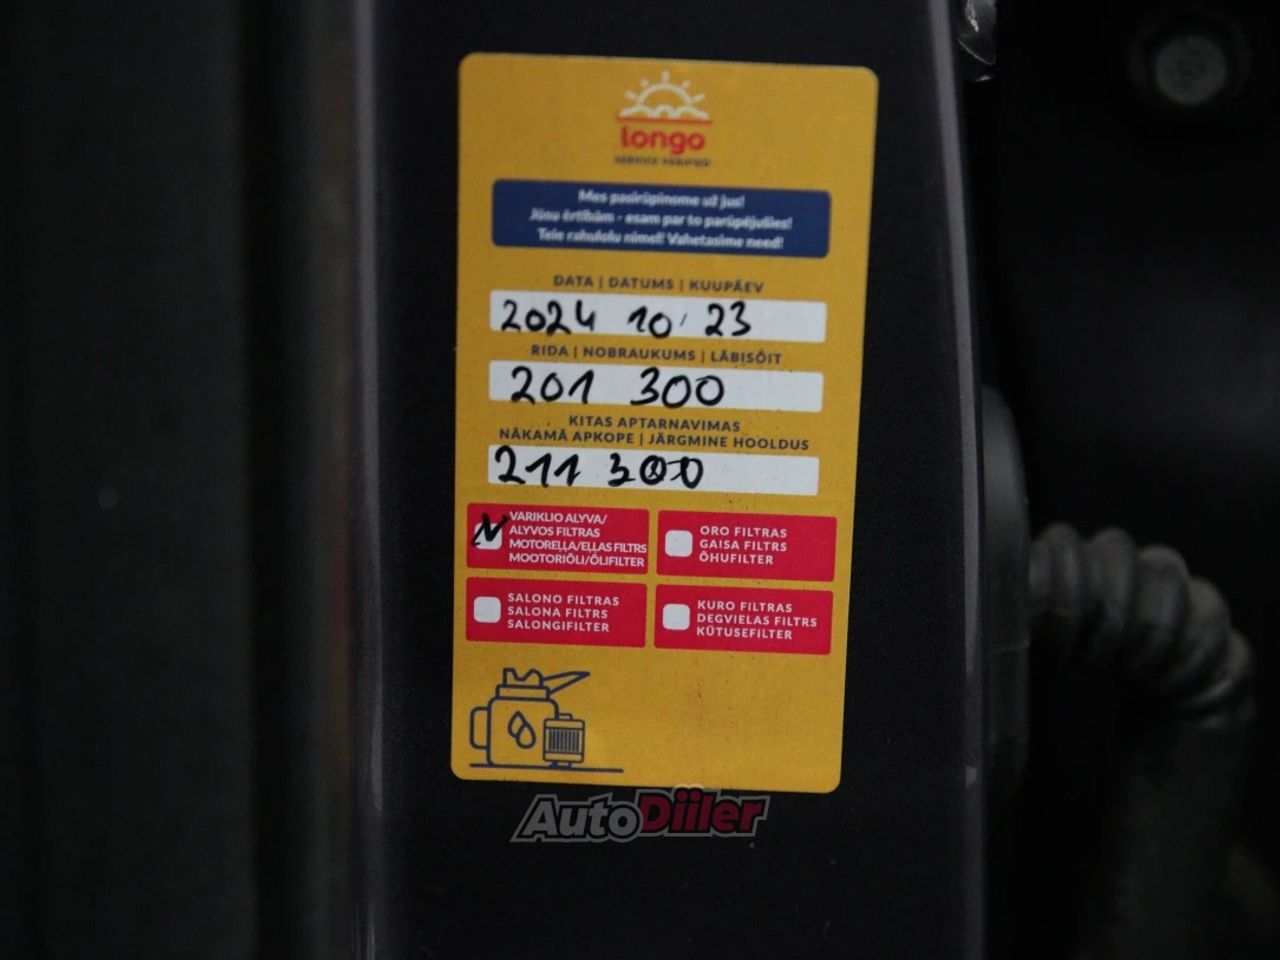 longo
Mes pasirūpinome už jus!
Jūsu ērtībām - esam par to parūpējušies!
Teie rahulolu nimel! Vahetasime need!
DATA | DATUMS | KUUPÄEV
2024 10 23
RIDA | NOBRAUKUMS | LÄBISÕIT
201 300
KITAS APTARNAVIMAS
NĀKAMĀ APKOPE | JÄRGMINE HOOLDUS
211 300
VARIKLIO ALYVA/
ALYVOS FILTRAS
MOTOREĻĻA/EĻĻAS FILTRS
MOOTORIÕLI/ÕLIFILTER
ORO FILTRAS
GAISA FILTRS
ÕHUFILTER
SALONO FILTRAS
SALONA FILTRS
SALONGIFILTER
KURO FILTRAS
DEGVIELAS FILTRS
KÜTUSEFILTER
AutoDiiler